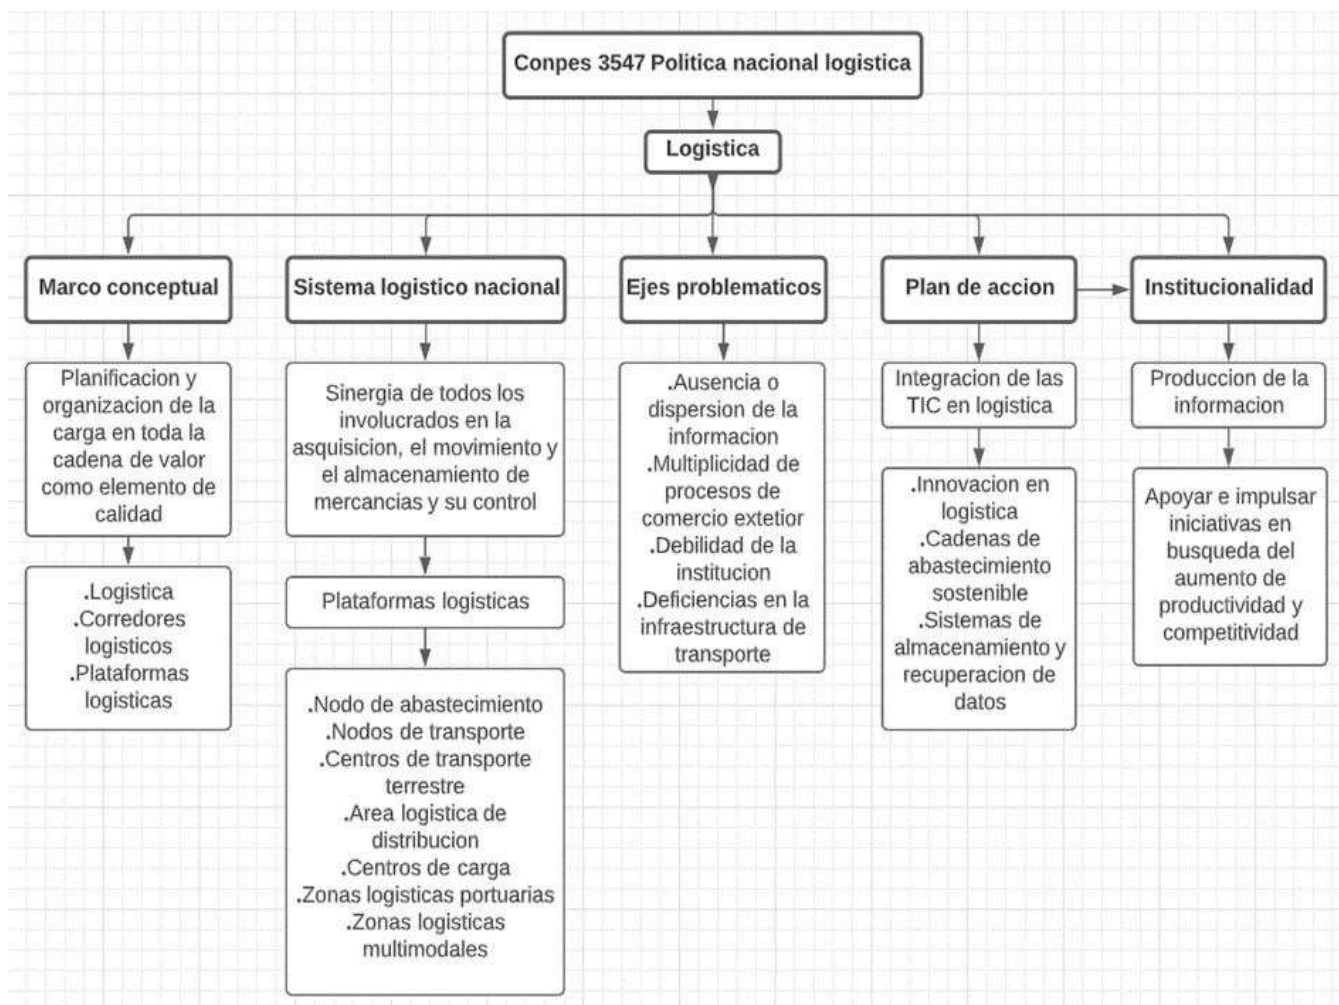 Conpes 3547 Politica nacional logistica
Logistica
Marco conceptual
Planificacion y
organizacion de la
carga en toda la
cadena de valor
como elemento de
calidad
.Logistica
.Corredores
logisticos
.Plataformas
logisticas
Sistema logistico nacional
Sinergia de todos los
involucrados en la
asquisicion, el movimiento y
el almacenamiento de
mercancias y su control
Plataformas logisticas
.Nodo de abastecimiento
.Nodos de transporte
.Centros de transporte
terrestre
.Area logistica de
distribucion
.Centros de carga
.Zonas logisticas portuarias
.Zonas logisticas
multimodales
Ejes problematicos
.Ausencia o
dispersion de la
informacion
.Multiplicidad de
procesos de
comercio extetior
.Debilidad de la
institucion
.Deficiencias en la
infraestructura de
transporte
Plan de accion
Integracion de las
TIC en logistica
.Innovacion en
logistica
.Cadenas de
abastecimiento
sostenible
.Sistemas de
almacenamiento y
recuperacion de
datos
Institucionalidad
Produccion de la
informacion
Apoyar e impulsar
iniciativas en
busqueda del
aumento de
productividad y
competitividad